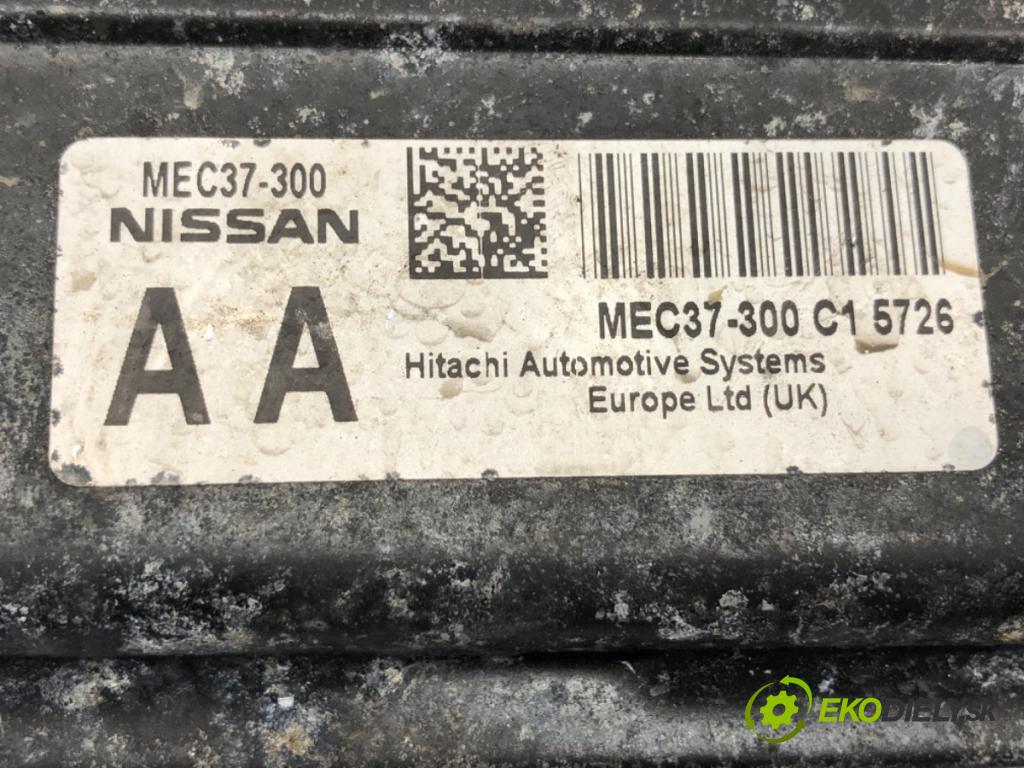 MEC37-300
NISSAN
A A
MEC37-300 C1 5726
Hitachi Automotive Systems
Europe Ltd (UK)
EKODIELY.SK